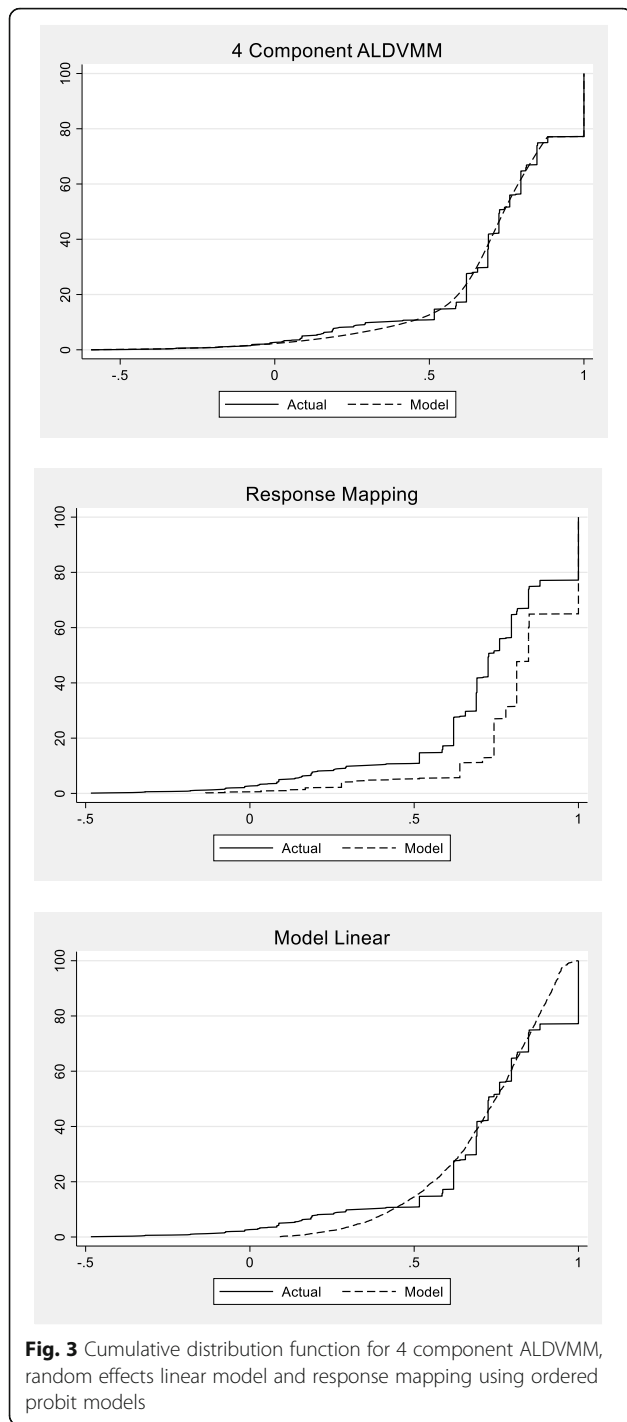 4 Component ALDVMM
100
80
60
40
20
0
-.5 0 .5 1
Actual Model
Response Mapping
100
80
60
40
20
0
-.5 0 .5 1
Actual Model
Model Linear
100
80
60
40
20
0
-.5 0 .5 1
Actual Model
Fig. 3 Cumulative distribution function for 4 component ALDVMM,
random effects linear model and response mapping using ordered
probit models